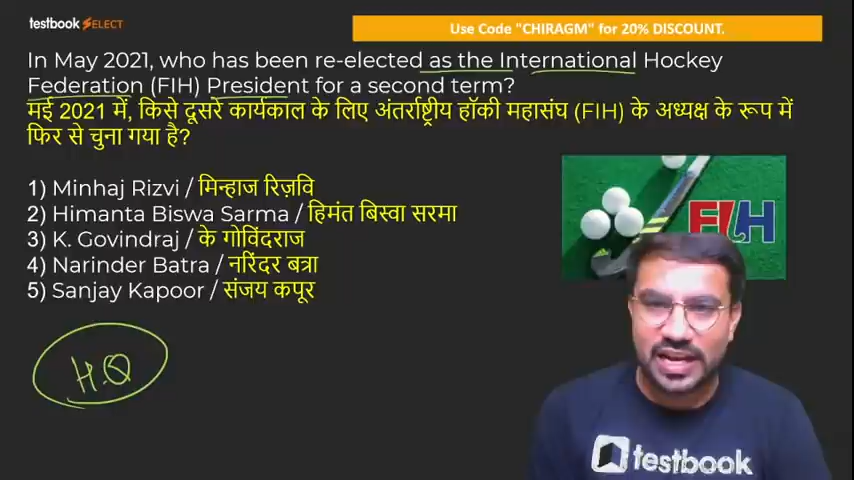 testbook SELECT
Use Code "CHIRAGM" for 20% DISCOUNT.
In May 2021, who has been re-elected as the International Hockey
Federation (FIH) President for a second term?
मई 2021 में, किसे दूसरे कार्यकाल के लिए अंतर्राष्ट्रीय हॉकी महासंघ (FIH) के अध्यक्ष के रूप में
फिर से चुना गया है?
1) Minhaj Rizvi / मिन्हाज रिज़वि
2) Himanta Biswa Sarma / हिमंत बिस्वा सरमा
3) K. Govindraj / के गोविंदराज
4) Narinder Batra / नरिंदर बत्रा
5) Sanjay Kapoor / संजय कपूर
FIH
H.Q
testbook